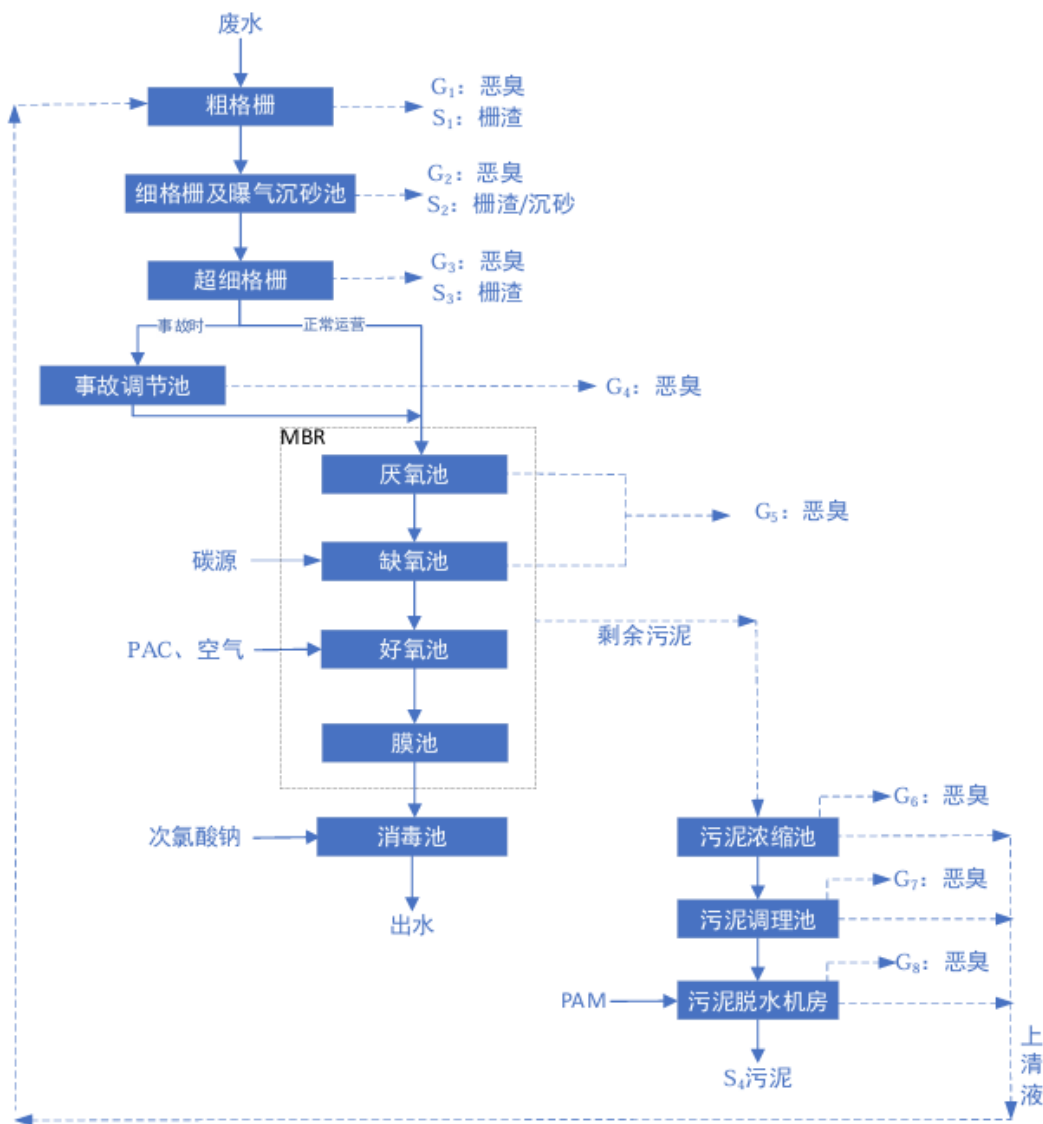 废水
粗格栅
G₁：恶臭
S₁：栅渣
细格栅及曝气沉砂池
G₂：恶臭
S₂：栅渣/沉砂
超细格栅
G₃：恶臭
S₃：栅渣
事故时
正常运营
事故调节池
G₄：恶臭
MBR
厌氧池
G₅：恶臭
碳源
缺氧池
PAC、空气
好氧池
剩余污泥
膜池
次氯酸钠
消毒池
出水
G₆：恶臭
污泥浓缩池
G₇：恶臭
污泥调理池
G₈：恶臭
PAM
污泥脱水机房
S₄污泥
上清液